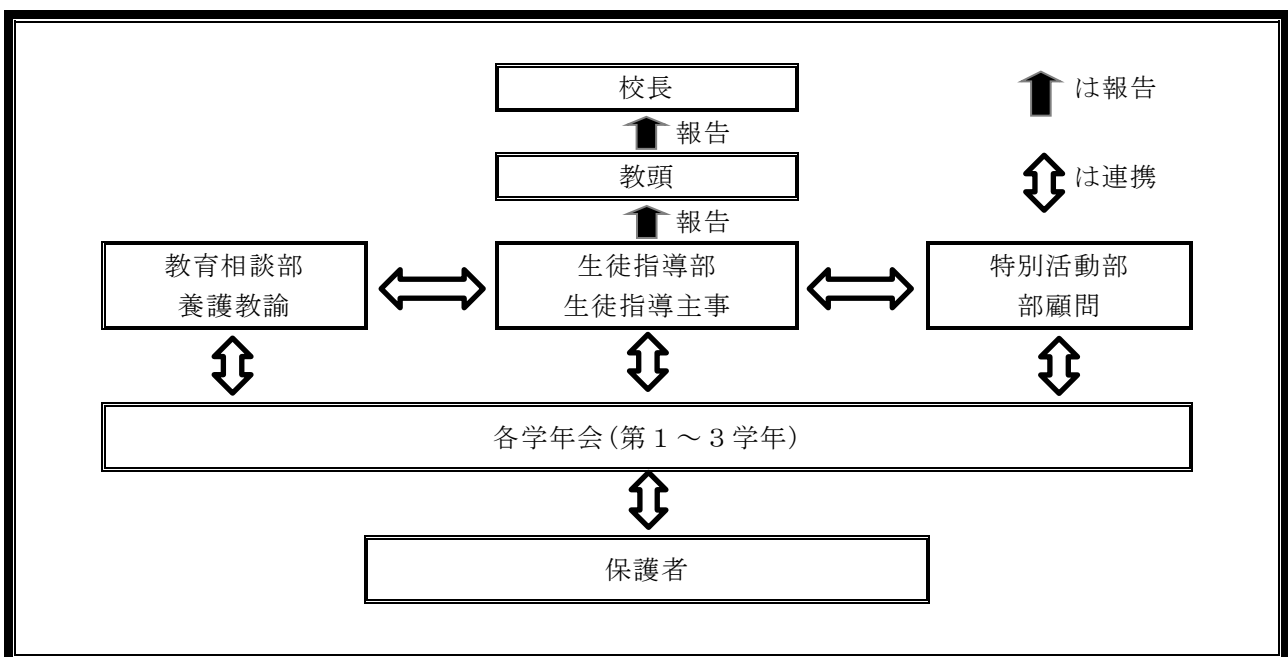 校長
は報告
報告
教頭
は連携
報告
教育相談部
養護教諭
生徒指導部
生徒指導主事
特別活動部
部顧問
各学年会(第1～3学年)
保護者